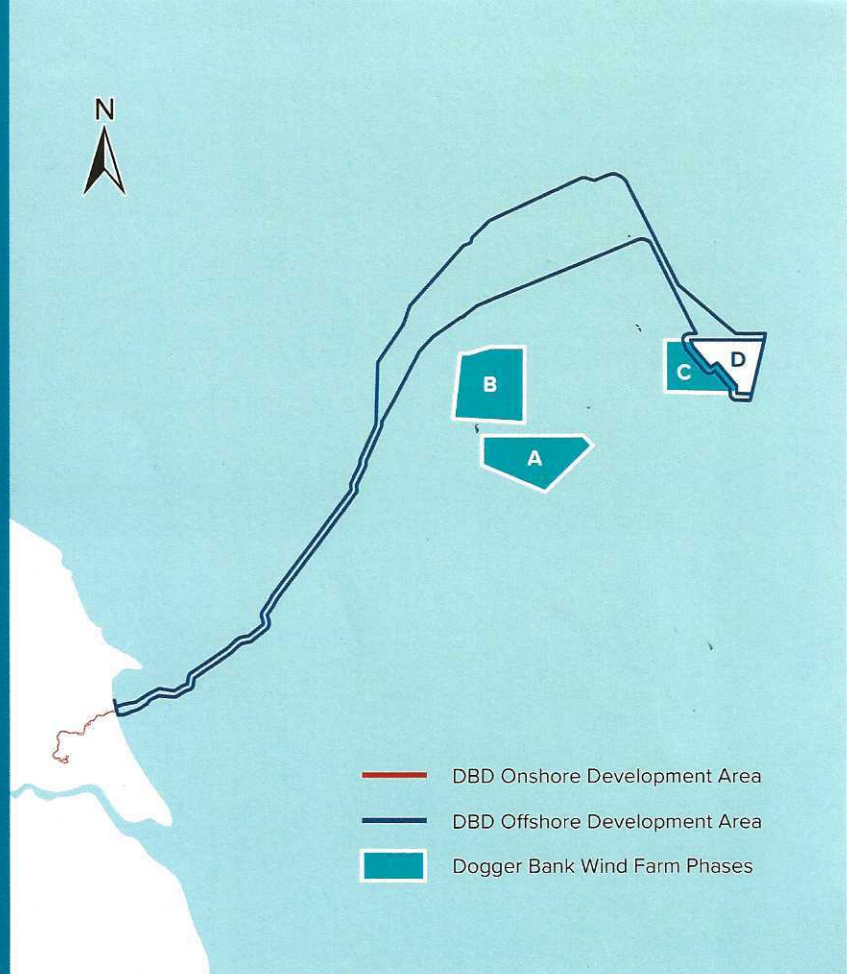 N
B
C
D
A
DBD Onshore Development Area
DBD Offshore Development Area
Dogger Bank Wind Farm Phases